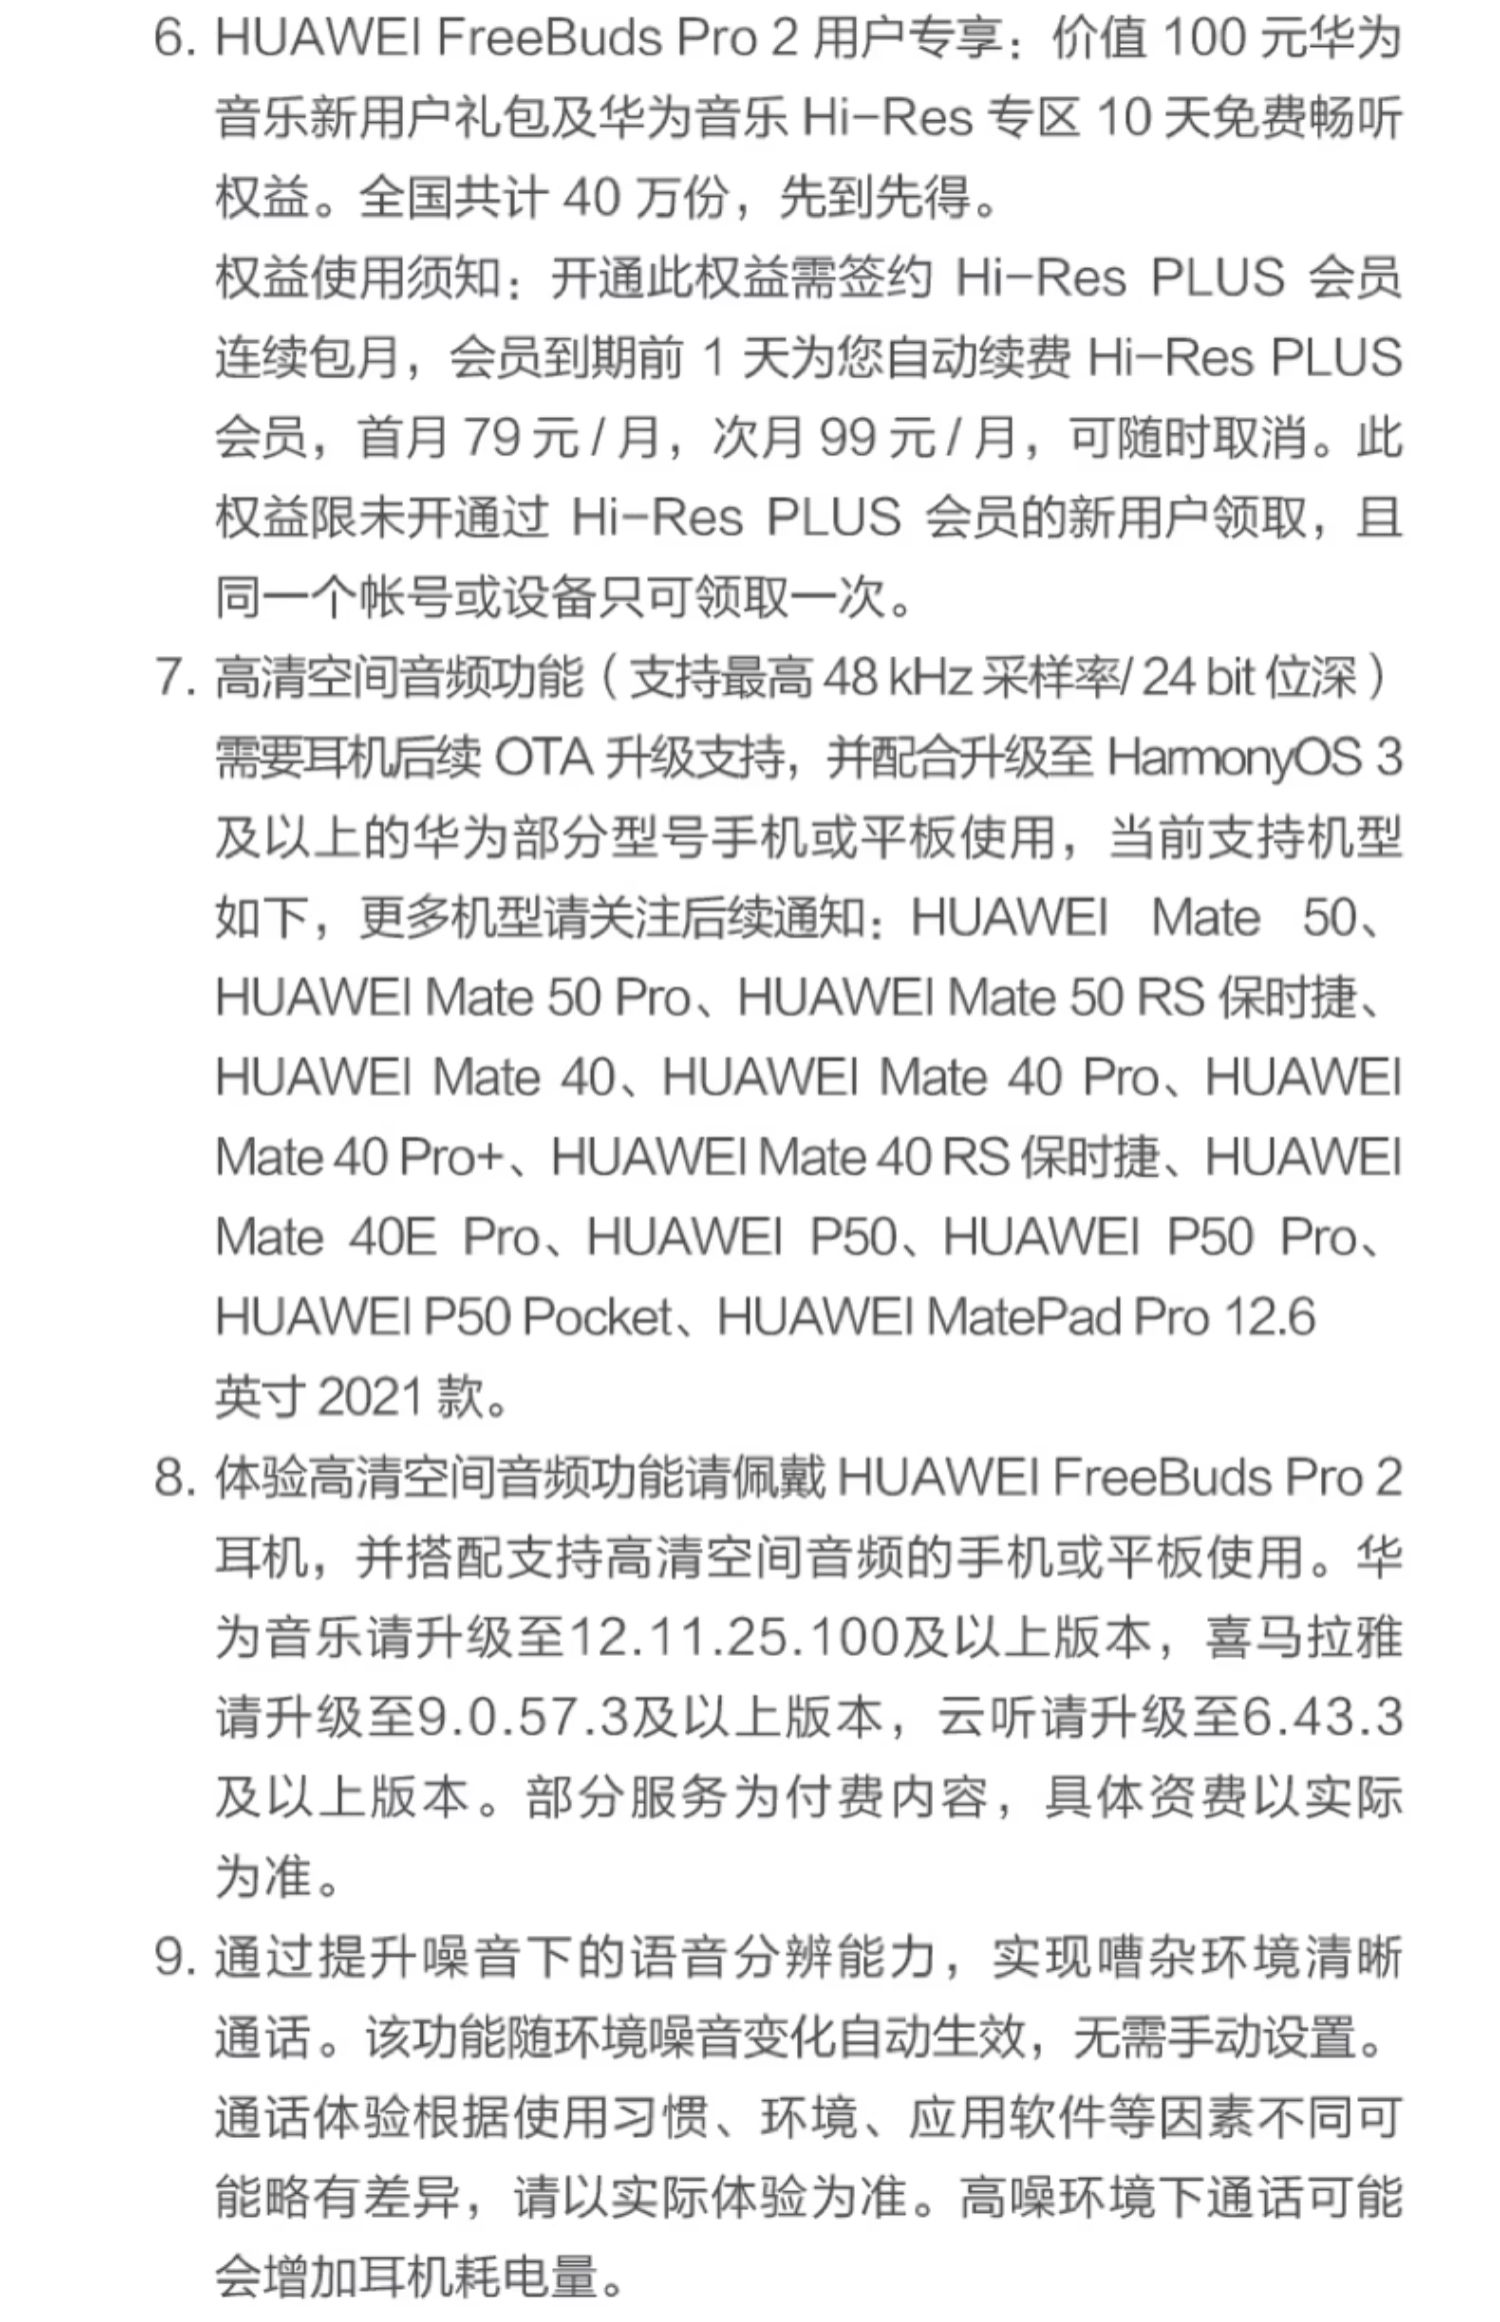 6. HUAWEI FreeBuds Pro 2 用户专享：价值 100 元华为
音乐新用户礼包及华为音乐 Hi-Res 专区 10 天免费畅听
权益。全国共计 40 万份，先到先得。
权益使用须知：开通此权益需签约 Hi-Res PLUS 会员
连续包月，会员到期前 1 天为您自动续费 Hi-Res PLUS
会员，首月 79 元 / 月，次月 99 元 / 月，可随时取消。此
权益限未开通过 Hi-Res PLUS 会员的新用户领取，且
同一个帐号或设备只可领取一次。
7. 高清空间音频功能（支持最高 48 kHz 采样率/ 24 bit 位深）
需要耳机后续 OTA 升级支持，并配合升级至 HarmonyOS 3
及以上的华为部分型号手机或平板使用，当前支持机型
如下，更多机型请关注后续通知：HUAWEI Mate 50、
HUAWEI Mate 50 Pro、HUAWEI Mate 50 RS 保时捷、
HUAWEI Mate 40、HUAWEI Mate 40 Pro、HUAWEI
Mate 40 Pro+、HUAWEI Mate 40 RS 保时捷、HUAWEI
Mate 40E Pro、HUAWEI P50、HUAWEI P50 Pro、
HUAWEI P50 Pocket、HUAWEI MatePad Pro 12.6
英寸 2021 款。
8. 体验高清空间音频功能请佩戴 HUAWEI FreeBuds Pro 2
耳机，并搭配支持高清空间音频的手机或平板使用。华
为音乐请升级至12.11.25.100及以上版本，喜马拉雅
请升级至9.0.57.3及以上版本，云听请升级至6.43.3
及以上版本。部分服务为付费内容，具体资费以实际
为准。
9. 通过提升噪音下的语音分辨能力，实现嘈杂环境清晰
通话。该功能随环境噪音变化自动生效，无需手动设置。
通话体验根据使用习惯、环境、应用软件等因素不同可
能略有差异，请以实际体验为准。高噪环境下通话可能
会增加耳机耗电量。